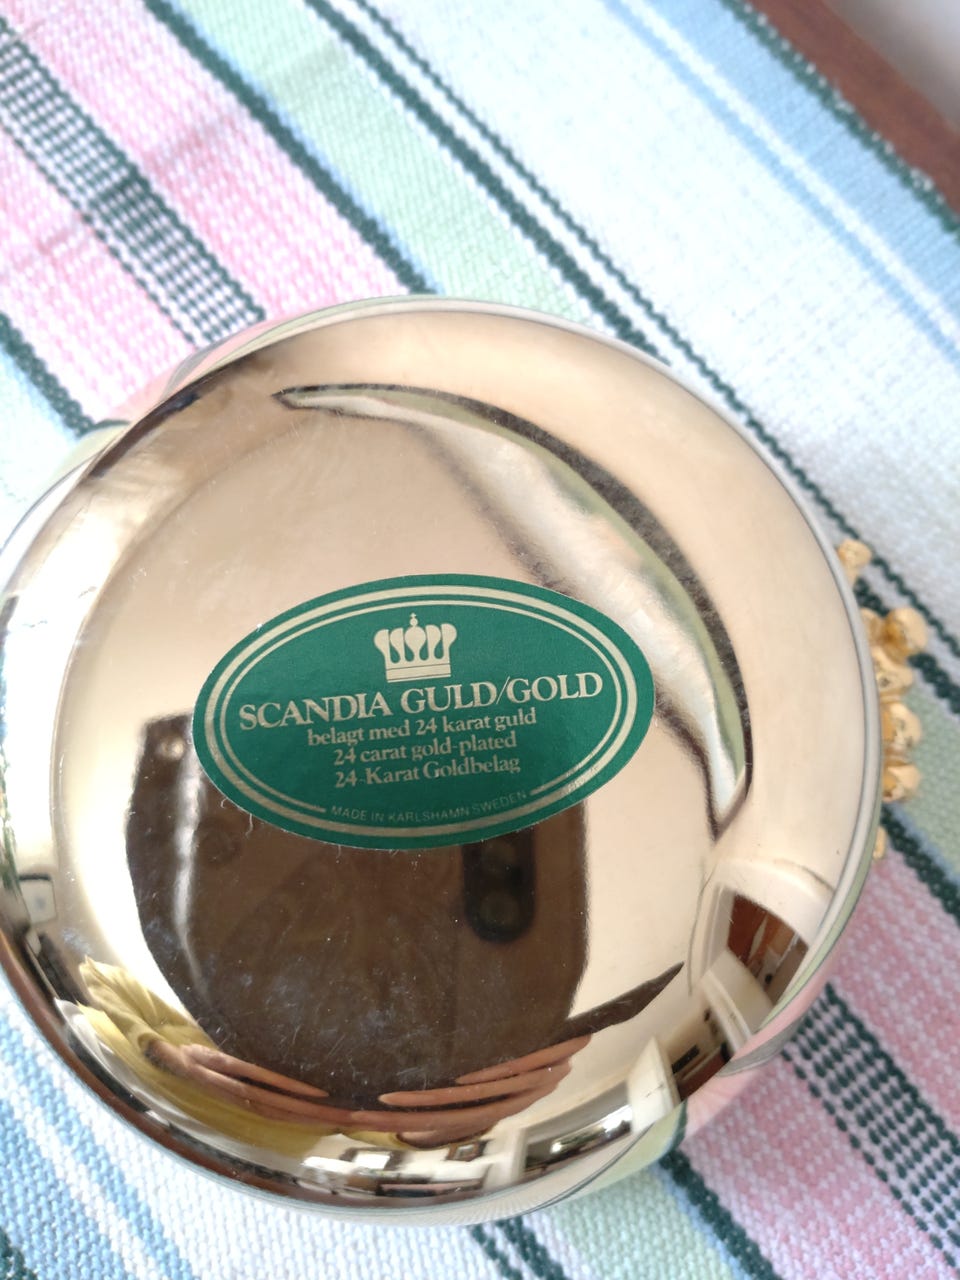 SCANDIA GULD/GOLD
belagt med 24 karat guld
24 carat gold-plated
24-Karat Goldbelag
MADE IN KARLSHAMN SWEDEN